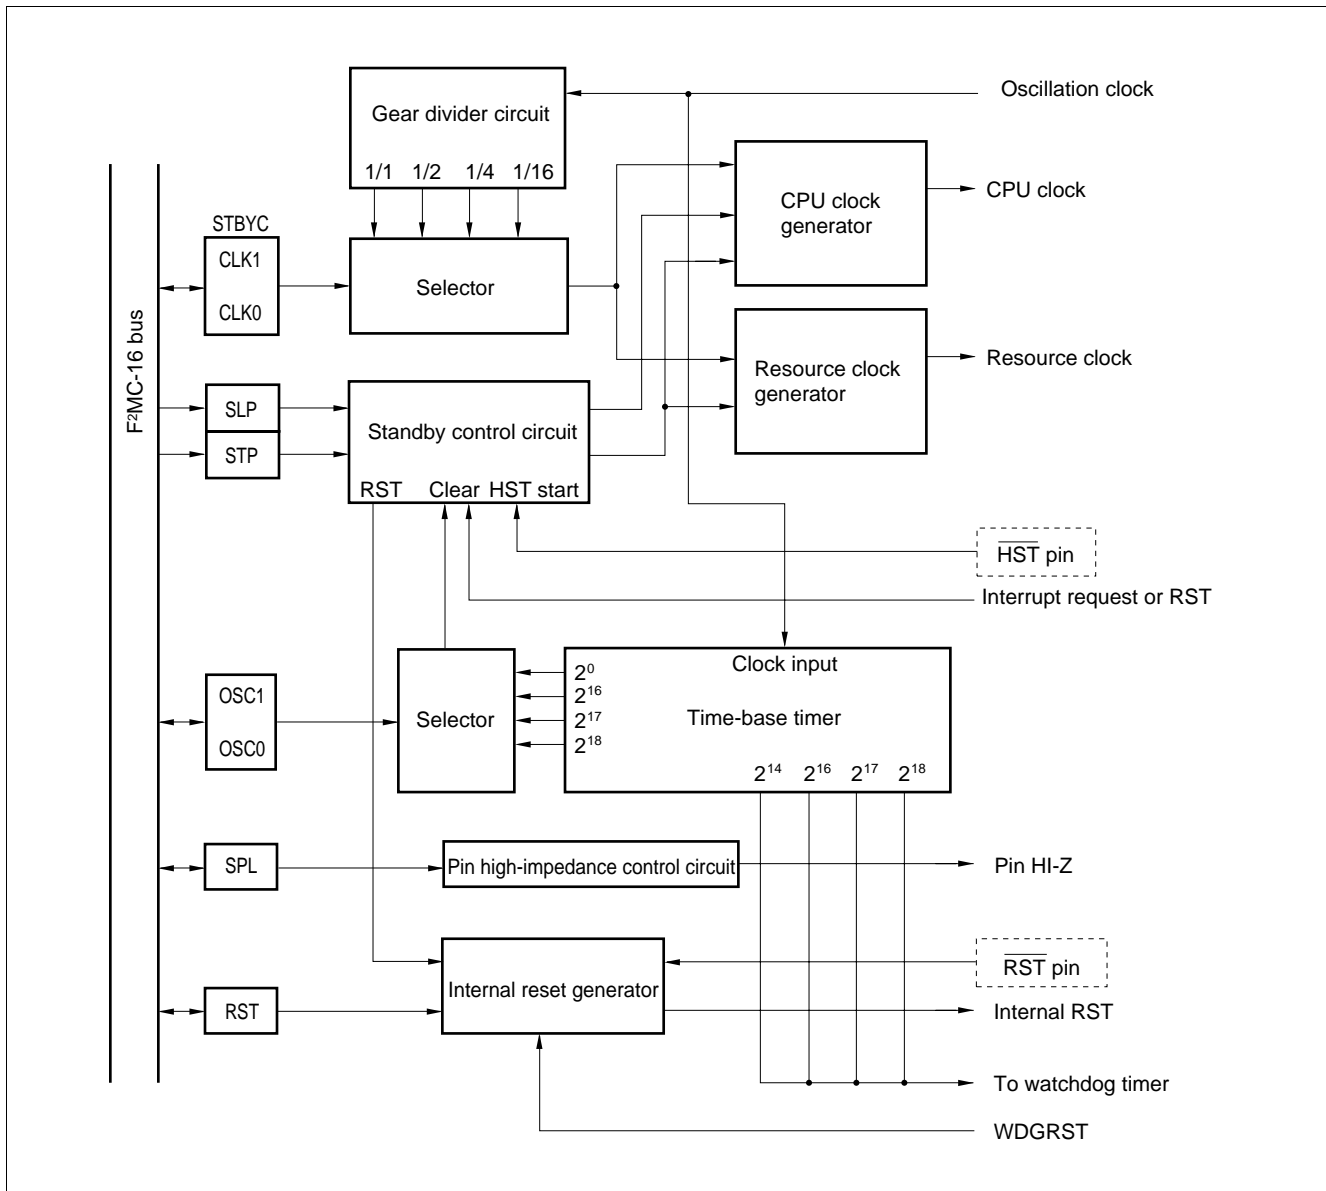 Oscillation clock
Gear divider circuit
1/1 1/2 1/4 1/16
CPU clock generator
CPU clock
STBYC
CLK1
CLK0
Selector
F²MC-16 bus
Resource clock generator
Resource clock
SLP
STP
Standby control circuit
RST Clear HST start
HST pin
Interrupt request or RST
OSC1
OSC0
Selector
2⁰
2¹⁶
2¹⁷
2¹⁸
Clock input
Time-base timer
2¹⁴ 2¹⁶ 2¹⁷ 2¹⁸
SPL
Pin high-impedance control circuit
Pin HI-Z
RST pin
RST
Internal reset generator
Internal RST
To watchdog timer
WDGRST